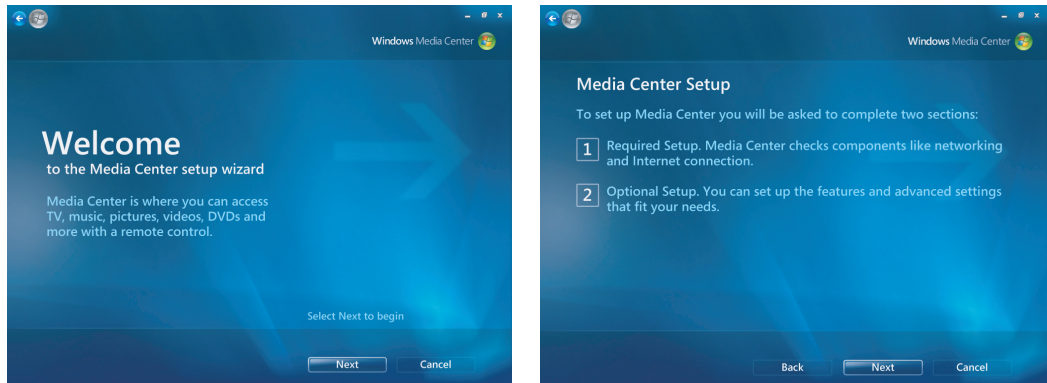 Windows Media Center
Welcome
to the Media Center setup wizard
Media Center is where you can access
TV, music, pictures, videos, DVDs and
more with a remote control.
Select Next to begin
Next Cancel
Windows Media Center
Media Center Setup
To set up Media Center you will be asked to complete two sections:
1 Required Setup. Media Center checks components like networking
and Internet connection.
2 Optional Setup. You can set up the features and advanced settings
that fit your needs.
Back Next Cancel